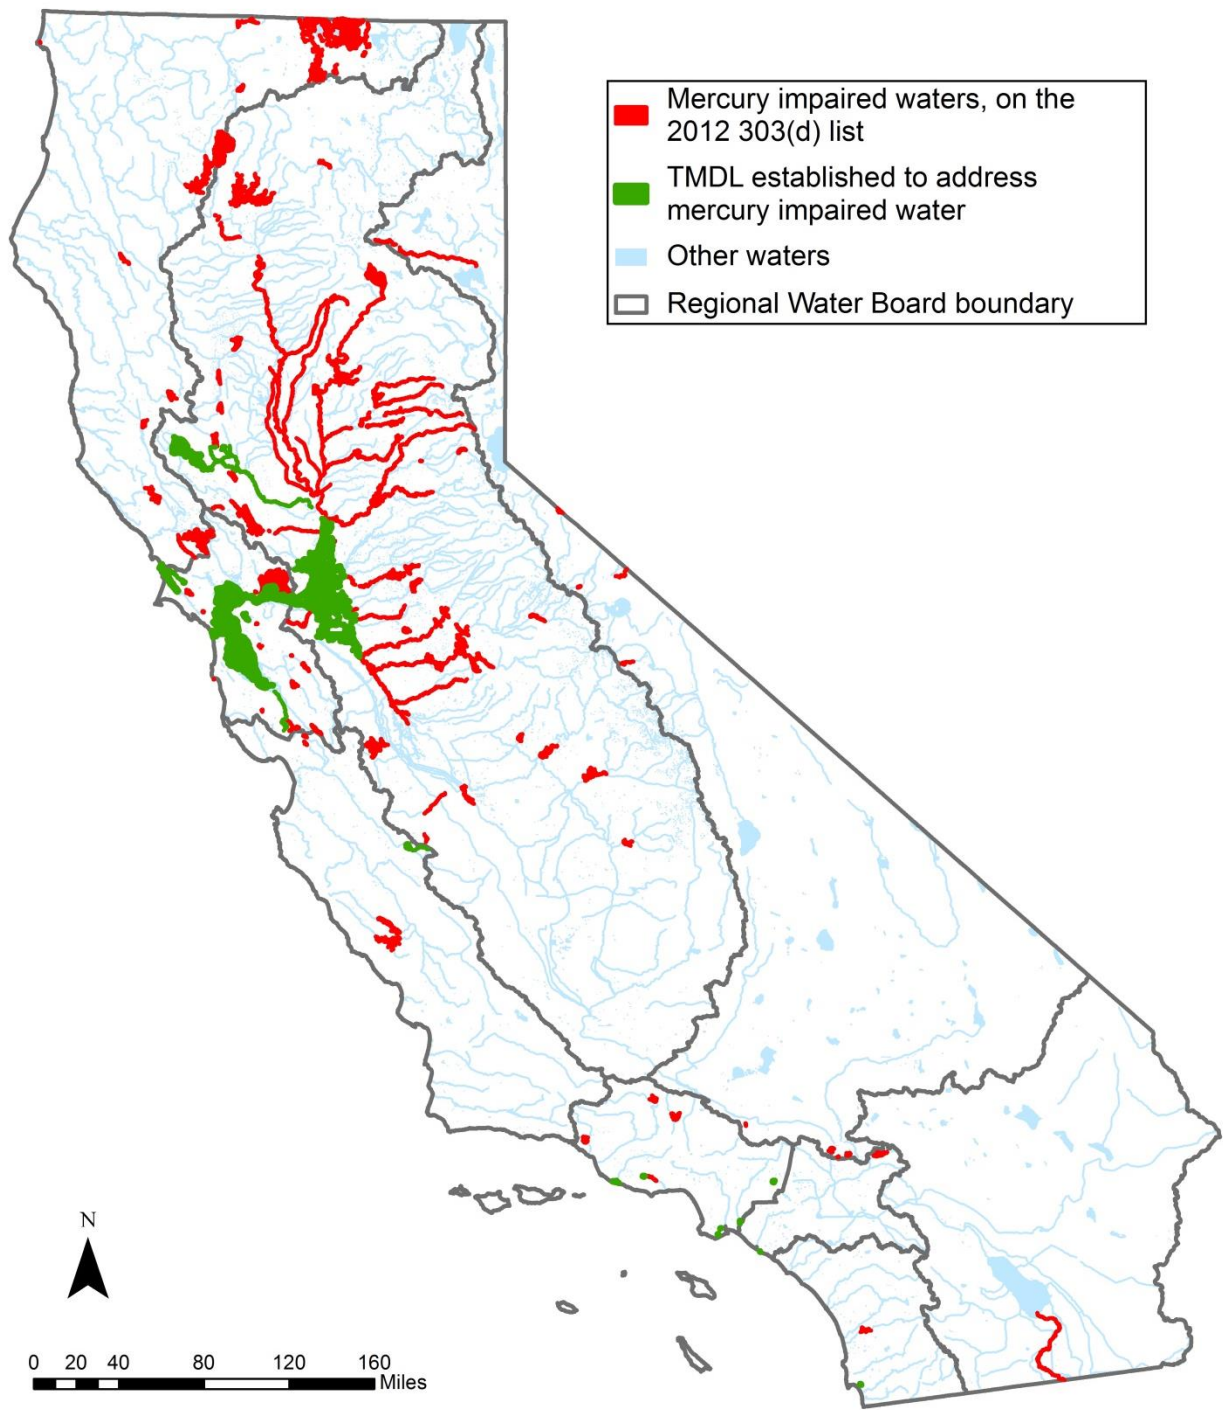 Mercury impaired waters, on the
2012 303(d) list
TMDL established to address
mercury impaired water
Other waters
Regional Water Board boundary
N
0 20 40 80 120 160
Miles